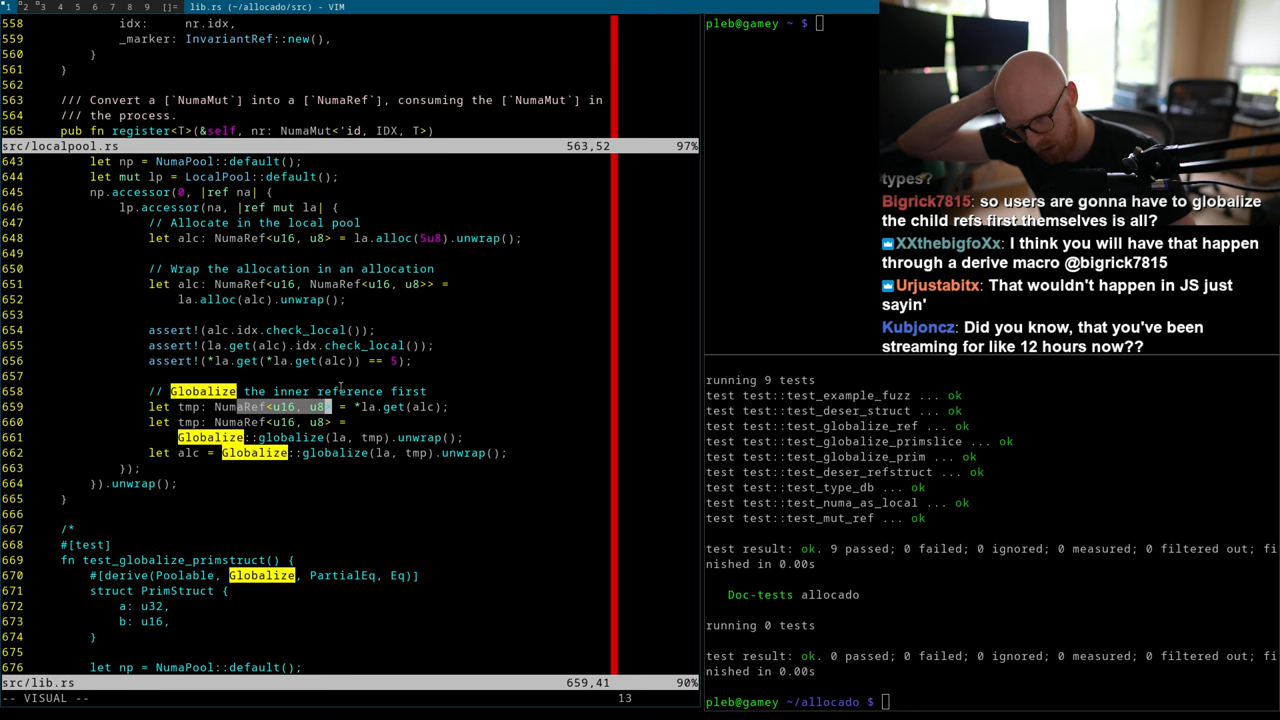 1 2 3 4 5 6 7 8 9 []= lib.rs (~/allocado/src) - VIM
558 idx: nr.idx,
559 _marker: InvariantRef::new(),
560 }
561 }
562
563 /// Convert a [`NumaMut`] into a [`NumaRef`], consuming the [`NumaMut`] in
564 /// the process.
565 pub fn register<T>(&self, nr: NumaMut<'id, IDX, T>)
src/localpool.rs 563,52 97%
643 let np = NumaPool::default();
644 let mut lp = LocalPool::default();
645 np.accessor(0, |ref na| {
646 lp.accessor(na, |ref mut la| {
647 // Allocate in the local pool
648 let alc: NumaRef<u16, u8> = la.alloc(5u8).unwrap();
649
650 // Wrap the allocation in an allocation
651 let alc: NumaRef<u16, NumaRef<u16, u8>> =
652 la.alloc(alc).unwrap();
653
654 assert!(alc.idx.check_local());
655 assert!(la.get(alc).idx.check_local());
656 assert!(*la.get(*la.get(alc)) == 5);
657
658 // Globalize the inner reference first
659 let tmp: NumaRef<u16, u8> = *la.get(alc);
660 let tmp: NumaRef<u16, u8> =
661 Globalize::globalize(la, tmp).unwrap();
662 let alc = Globalize::globalize(la, tmp).unwrap();
663 });
664 }).unwrap();
665 }
666
667 /*
668 #[test]
669 fn test_globalize_primstruct() {
670 #[derive(Poolable, Globalize, PartialEq, Eq)]
671 struct PrimStruct {
672 a: u32,
673 b: u16,
674 }
675
676 let np = NumaPool::default();
src/lib.rs 659,41 90%
-- VISUAL -- 13
pleb@gamey ~ $
types?
Bigrick7815: so users are gonna have to globalize
the child refs first themselves is all?
XXthebigfoXx: I think you will have that happen
through a derive macro @bigrick7815
Urjustabitx: That wouldn't happen in JS just
sayin'
Kubjoncz: Did you know, that you've been
streaming for like 12 hours now??
running 9 tests
test test::test_example_fuzz ... ok
test test::test_deser_struct ... ok
test test::test_globalize_ref ... ok
test test::test_globalize_primslice ... ok
test test::test_globalize_prim ... ok
test test::test_deser_refstruct ... ok
test test::test_type_db ... ok
test test::test_numa_as_local ... ok
test test::test_mut_ref ... ok
test result: ok. 9 passed; 0 failed; 0 ignored; 0 measured; 0 filtered out; fi
nished in 0.00s
Doc-tests allocado
running 0 tests
test result: ok. 0 passed; 0 failed; 0 ignored; 0 measured; 0 filtered out; fi
nished in 0.00s
pleb@gamey ~/allocado $